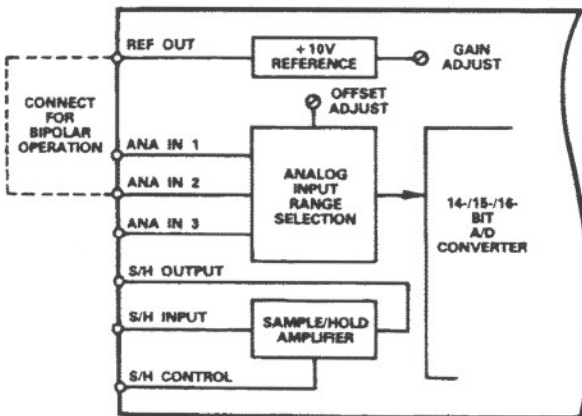 REF OUT
+10V
REFERENCE
GAIN
ADJUST
CONNECT
FOR
BIPOLAR
OPERATION
OFFSET
ADJUST
ANA IN 1
ANA IN 2
ANA IN 3
ANALOG
INPUT
RANGE
SELECTION
14-/15-/16-
BIT
A/D
CONVERTER
S/H OUTPUT
S/H INPUT
SAMPLE/HOLD
AMPLIFIER
S/H CONTROL